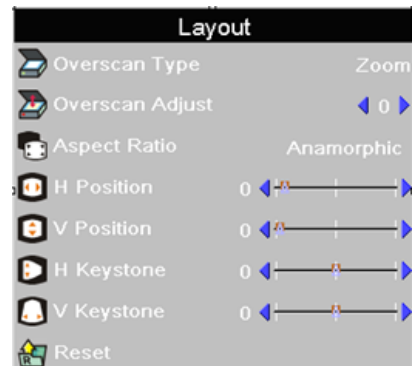 Layout
Overscan Type Zoom
Overscan Adjust 0
Aspect Ratio Anamorphic
H Position 0
V Position 0
H Keystone 0
V Keystone 0
R Reset